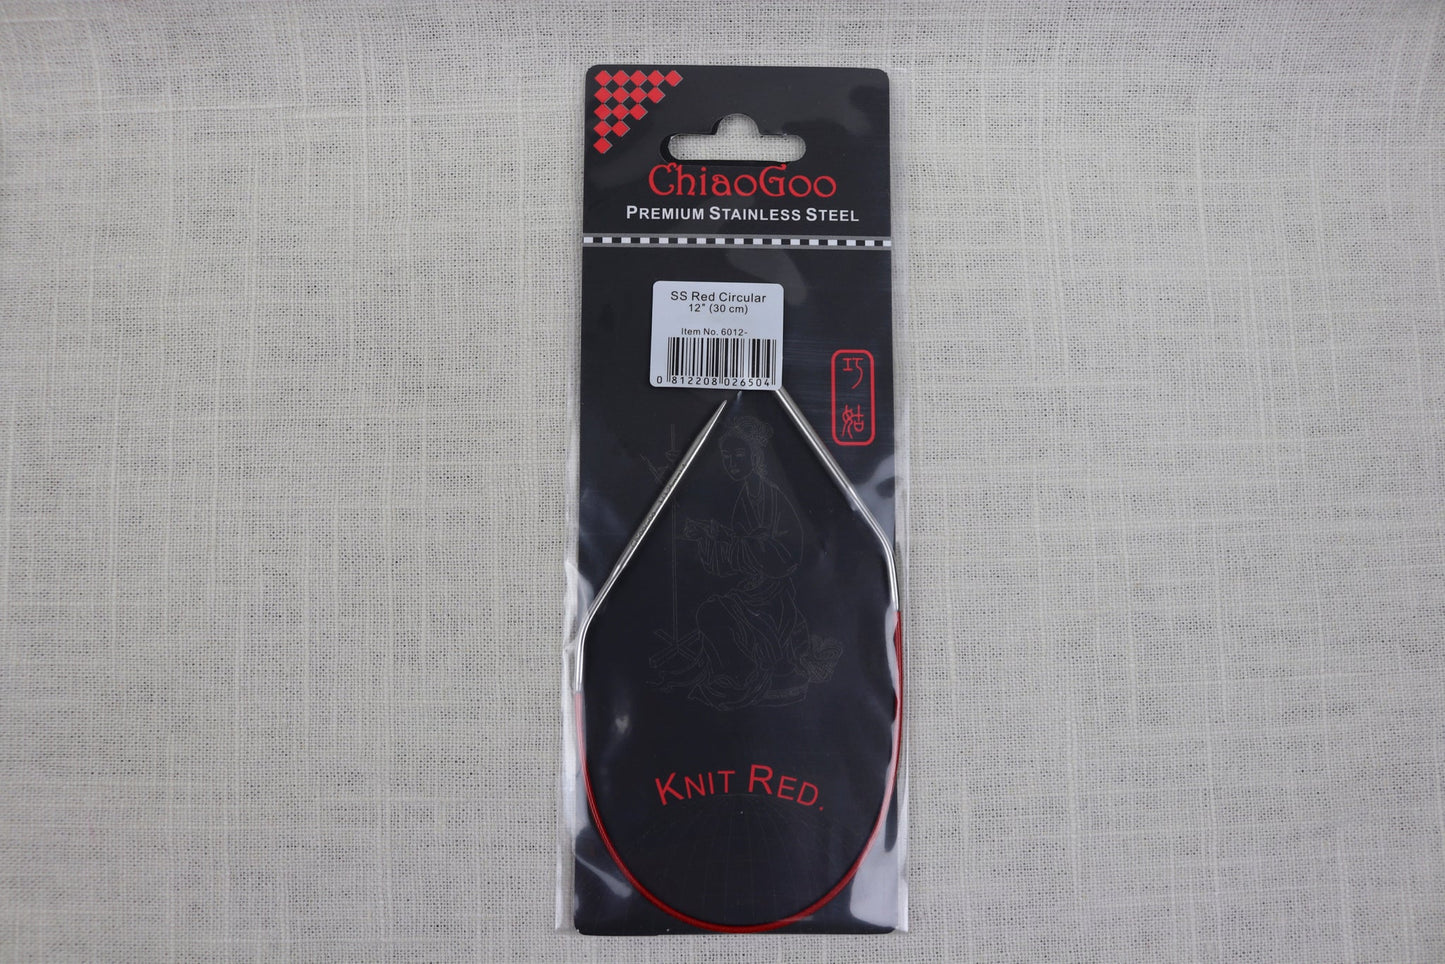 ChiaoGoo
PREMIUM STAINLESS STEEL
SS Red Circular
12" (30 cm)
Item No. 6012-
0 812208 026504
巧
姑
KNIT RED.